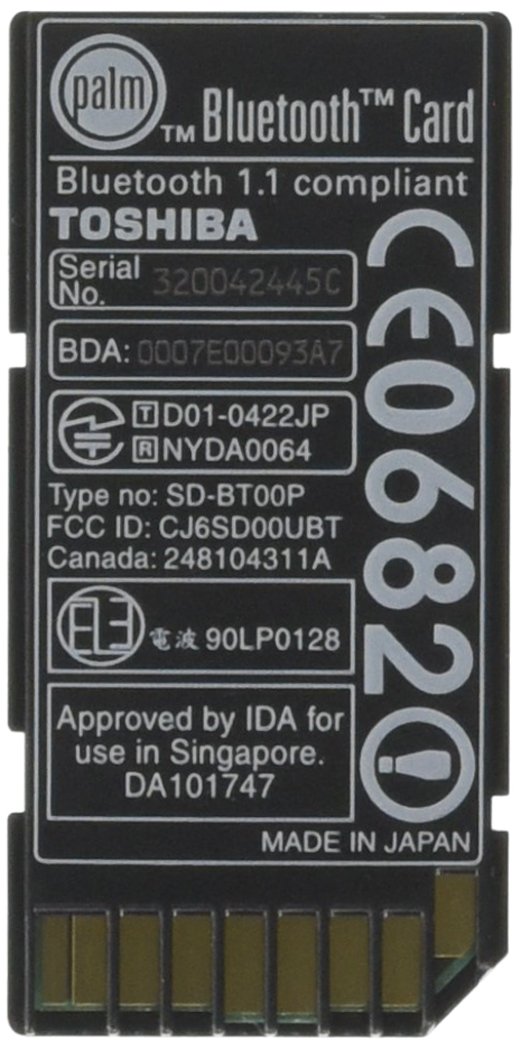 palm
™ Bluetooth™ Card
Bluetooth 1.1 compliant
TOSHIBA
Serial No. 320042445C
BDA: 0007E00093A7
T D01-0422JP
R NYDA0064
Type no: SD-BT00P
FCC ID: CJ6SD00UBT
Canada: 248104311A
電波 90LP0128
Approved by IDA for
use in Singapore.
DA101747
CE0682!
MADE IN JAPAN